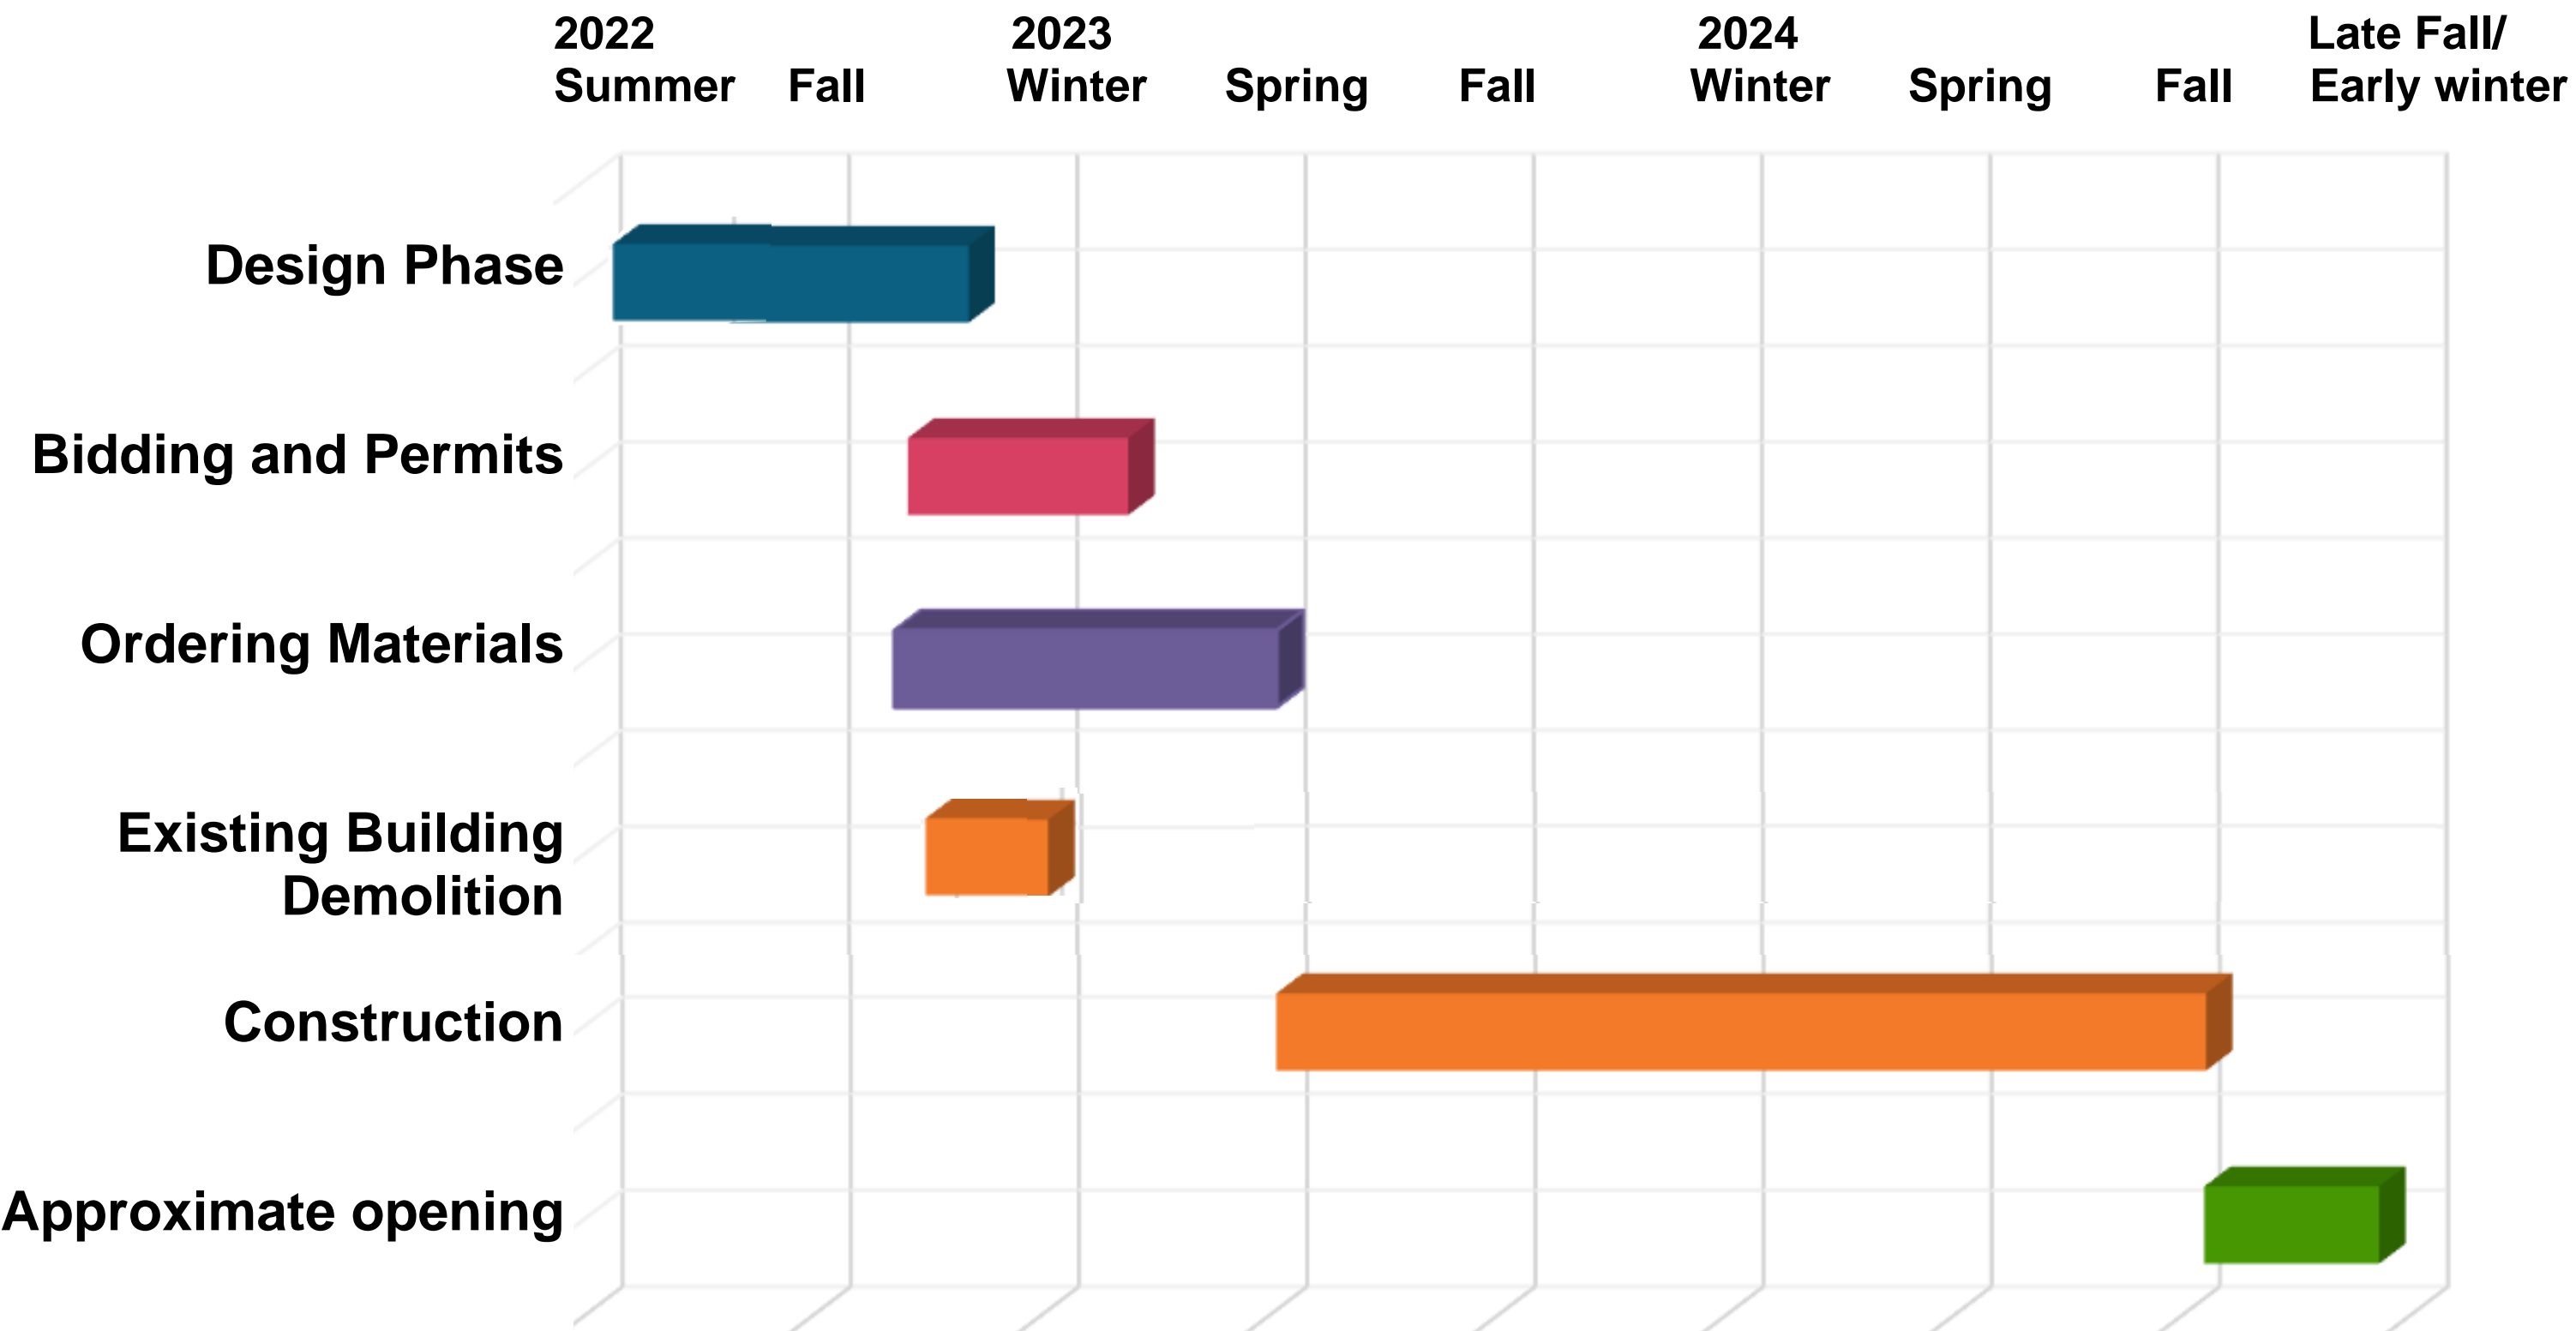 2022 2023 2024 Late Fall/
Summer Fall Winter Spring Fall Winter Spring Fall Early winter
Design Phase
Bidding and Permits
Ordering Materials
Existing Building
Demolition
Construction
Approximate opening